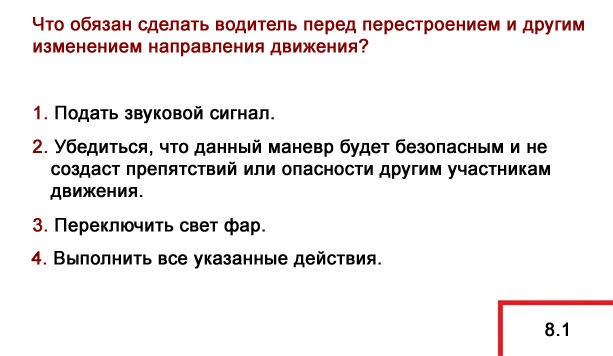 Что обязан сделать водитель перед перестроением и другим
изменением направления движения?
1. Подать звуковой сигнал.
2. Убедиться, что данный маневр будет безопасным и не
создаст препятствий или опасности другим участникам
движения.
3. Переключить свет фар.
4. Выполнить все указанные действия.
8.1